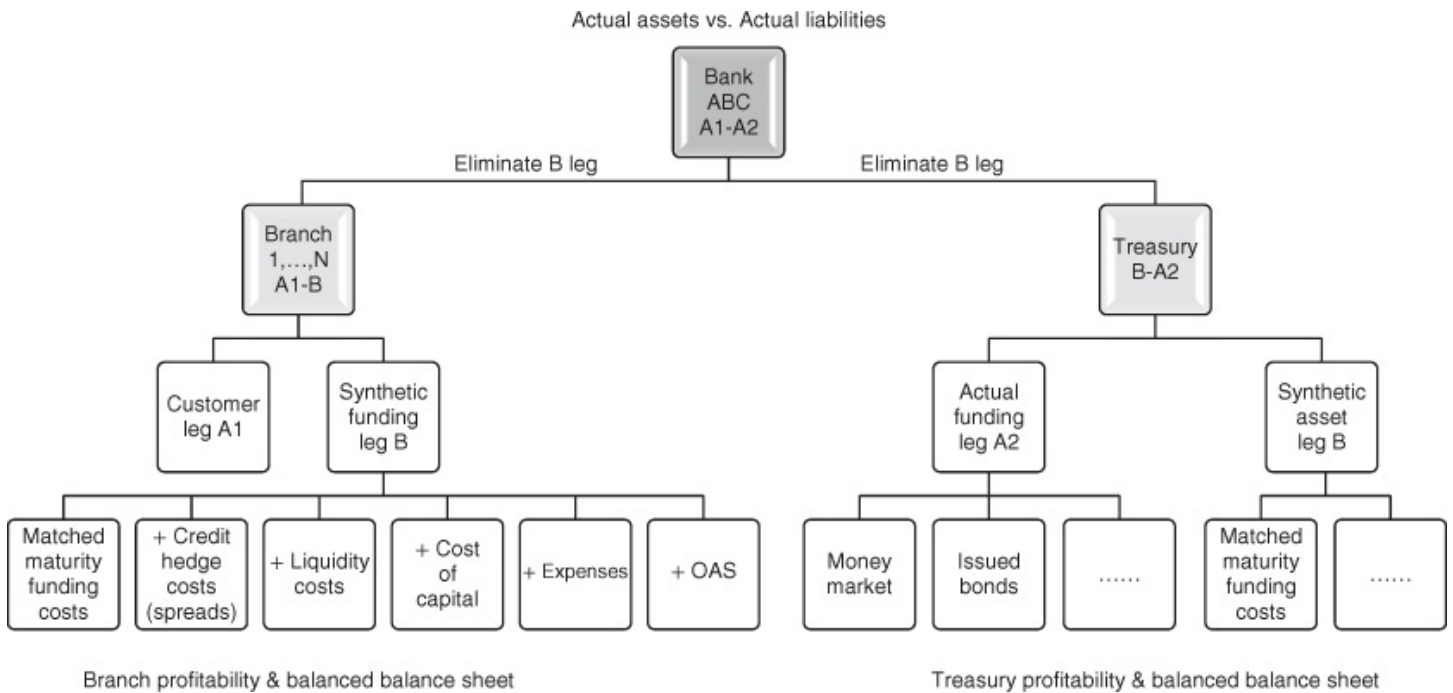 Actual assets vs. Actual liabilities
Bank
ABC
A1-A2
Eliminate B leg
Eliminate B leg
Branch
1,...,N
A1-B
Treasury
B-A2
Customer
leg A1
Synthetic
funding
leg B
Actual
funding
leg A2
Synthetic
asset
leg B
Matched
maturity
funding
costs
+ Credit
hedge
costs
(spreads)
+ Liquidity
costs
+ Cost
of
capital
+ Expenses
+ OAS
Money
market
Issued
bonds
......
Matched
maturity
funding
costs
......
Branch profitability & balanced balance sheet
Treasury profitability & balanced balance sheet